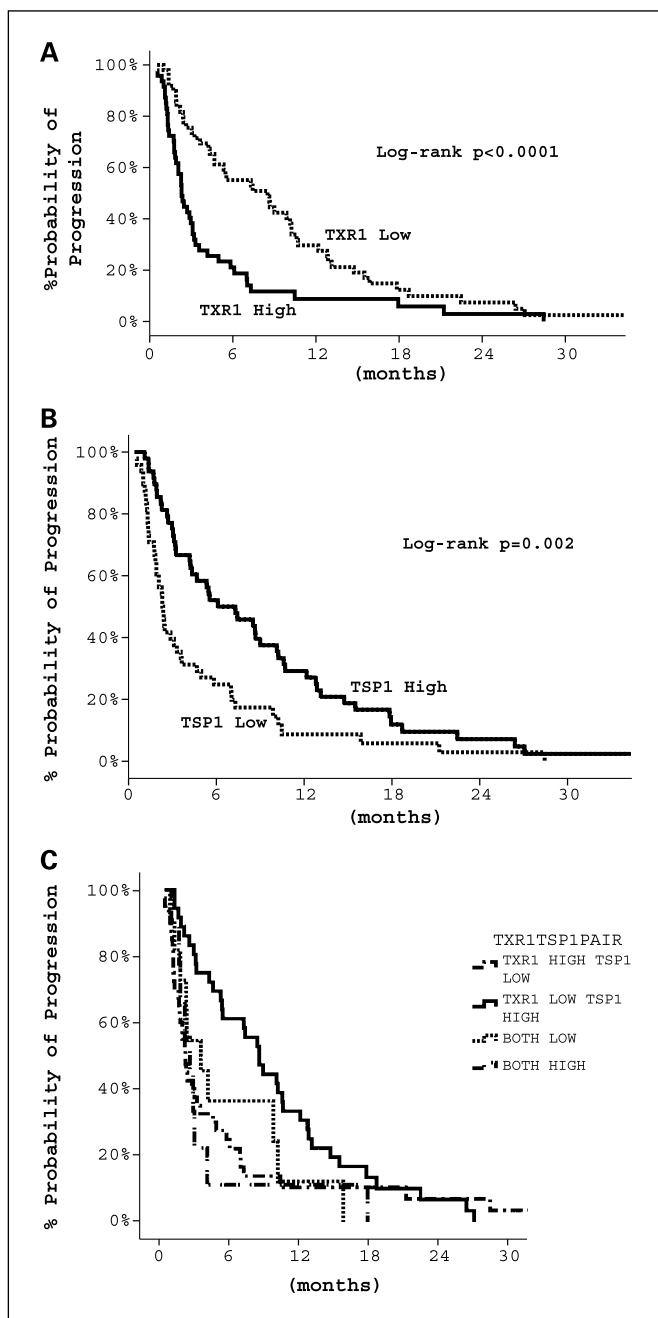 A
%Probability of
Progression
100%
80%
60%
40%
20%
0%
Log-rank p<0.0001
TXR1 Low
TXR1 High
0 6 12 18 24 30
(months)
B
% Probability of Progression
100%
80%
60%
40%
20%
0%
Log-rank p=0.002
TSP1 High
TSP1 Low
0 6 12 18 24 30
(months)
C
% Probability of Progression
100%
80%
60%
40%
20%
0%
TXR1TSP1PAIR
TXR1 HIGH TSP1
LOW
TXR1 LOW TSP1
HIGH
BOTH LOW
BOTH HIGH
0 6 12 18 24 30
(months)